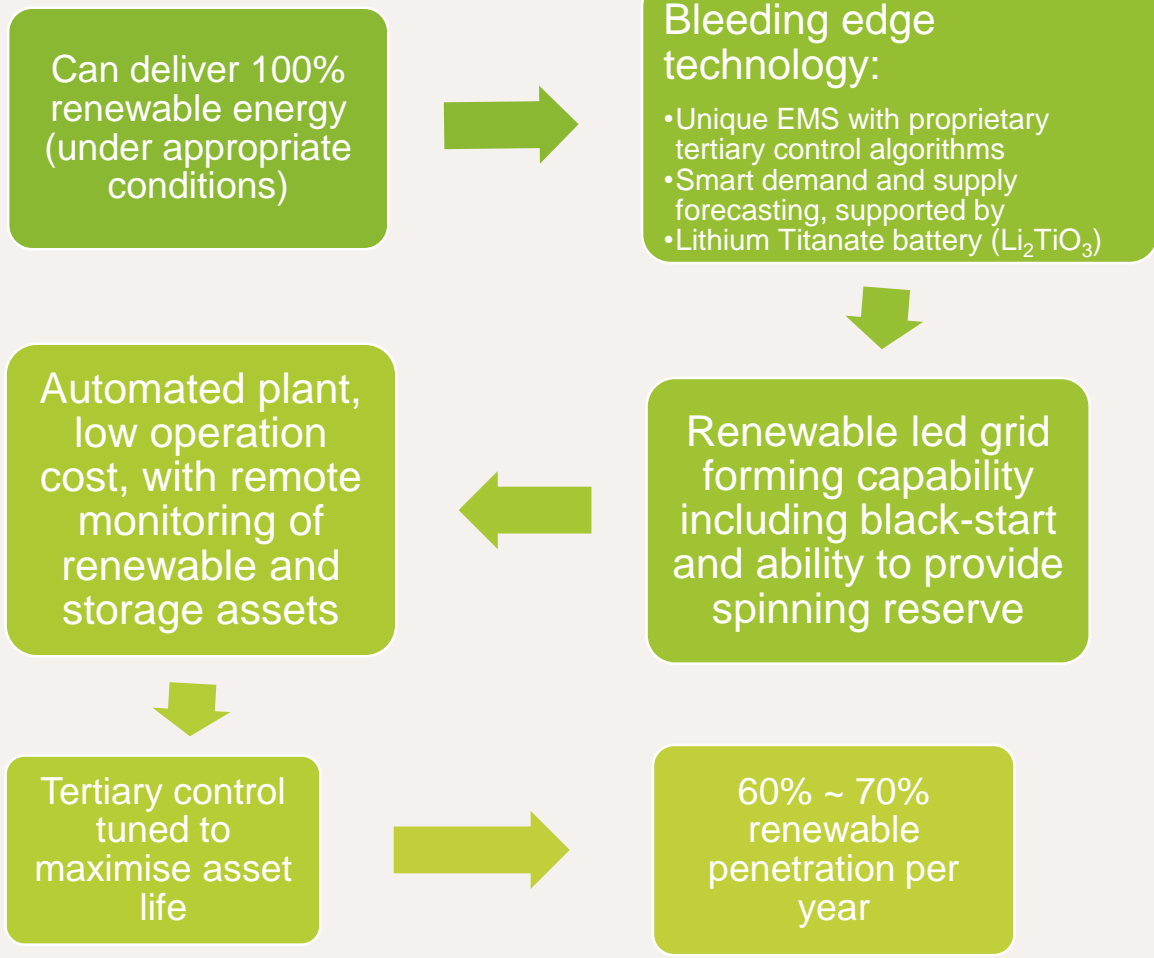 Can deliver 100%
renewable energy
(under appropriate
conditions)
Bleeding edge
technology:
•Unique EMS with proprietary
tertiary control algorithms
•Smart demand and supply
forecasting, supported by
•Lithium Titanate battery (Li₂TiO₃)
Renewable led grid
forming capability
including black-start
and ability to provide
spinning reserve
Automated plant,
low operation
cost, with remote
monitoring of
renewable and
storage assets
Tertiary control
tuned to
maximise asset
life
60% ~ 70%
renewable
penetration per
year